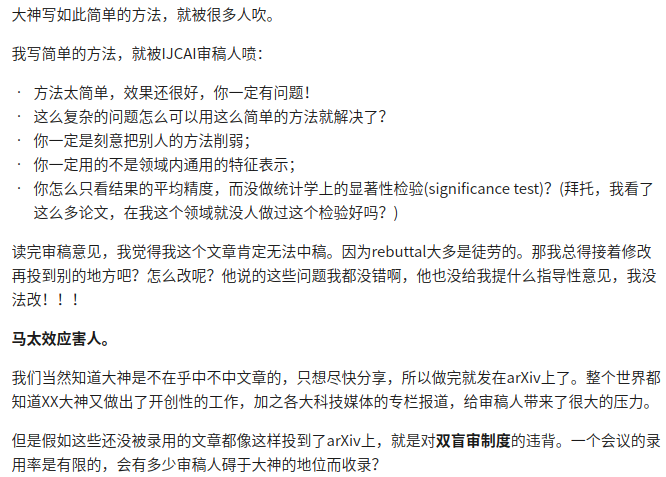 大神写如此简单的方法，就被很多人吹。
我写简单的方法，就被IJCAI审稿人喷：
· 方法太简单，效果还很好，你一定有问题！
· 这么复杂的问题怎么可以用这么简单的方法就解决了？
· 你一定是刻意把别人的方法削弱；
· 你一定用的不是领域内通用的特征表示；
· 你怎么只看结果的平均精度，而没做统计学上的显著性检验(significance test)？(拜托，我看了
这么多论文，在我这个领域就没人做过这个检验好吗？)
读完审稿意见，我觉得我这个文章肯定无法中稿。因为rebuttal大多是徒劳的。那我总得接着修改
再投到别的地方吧？怎么改呢？他说的这些问题我都没错啊，他也没给我提什么指导性意见，我没
法改！！！
马太效应害人。
我们当然知道大神是不在乎中不中文章的，只想尽快分享，所以做完就发在arXiv上了。整个世界都
知道XX大神又做出了开创性的工作，加之各大科技媒体的专栏报道，给审稿人带来了很大的压力。
但是假如这些还没被录用的文章都像这样投到了arXiv上，就是对双盲审制度的违背。一个会议的录
用率是有限的，会有多少审稿人碍于大神的地位而收录？